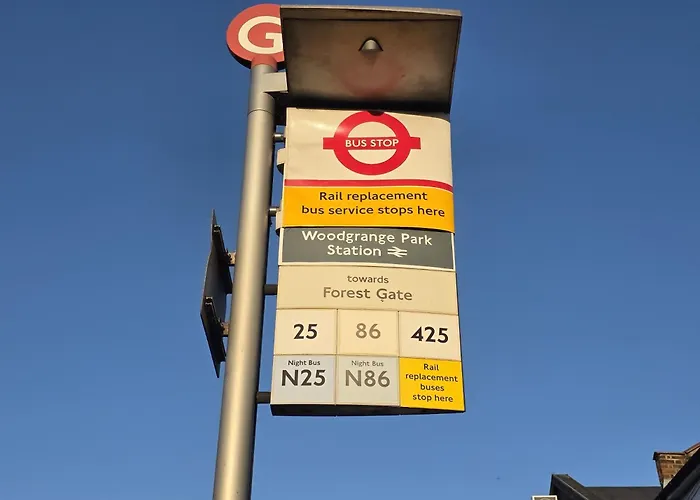 G
BUS STOP
Rail replacement
bus service stops here
Woodgrange Park
Station
towards
Forest Gate
25 86 425
Night Bus Night Bus
N25 N86
Rail
replacement
buses
stop here